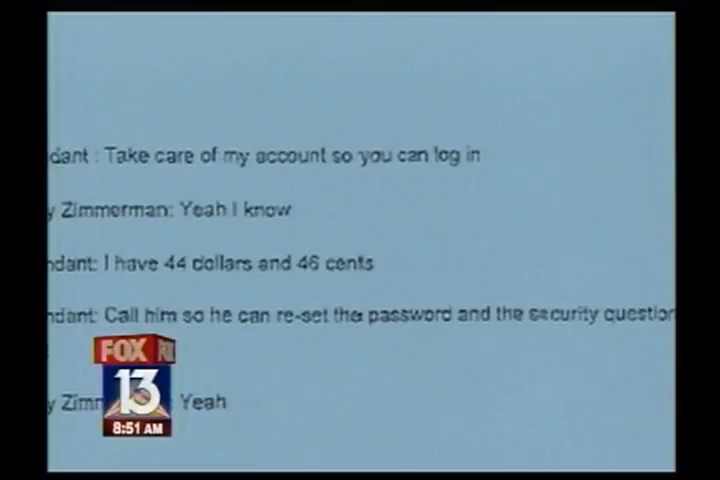 dant : Take care of my account so you can log in
y Zimmerman: Yeah I know
ndant: I have 44 dollars and 46 cents
ndant: Call him so he can re-set the password and the security question
y Zimm Yeah
FOX
13
8:51 AM